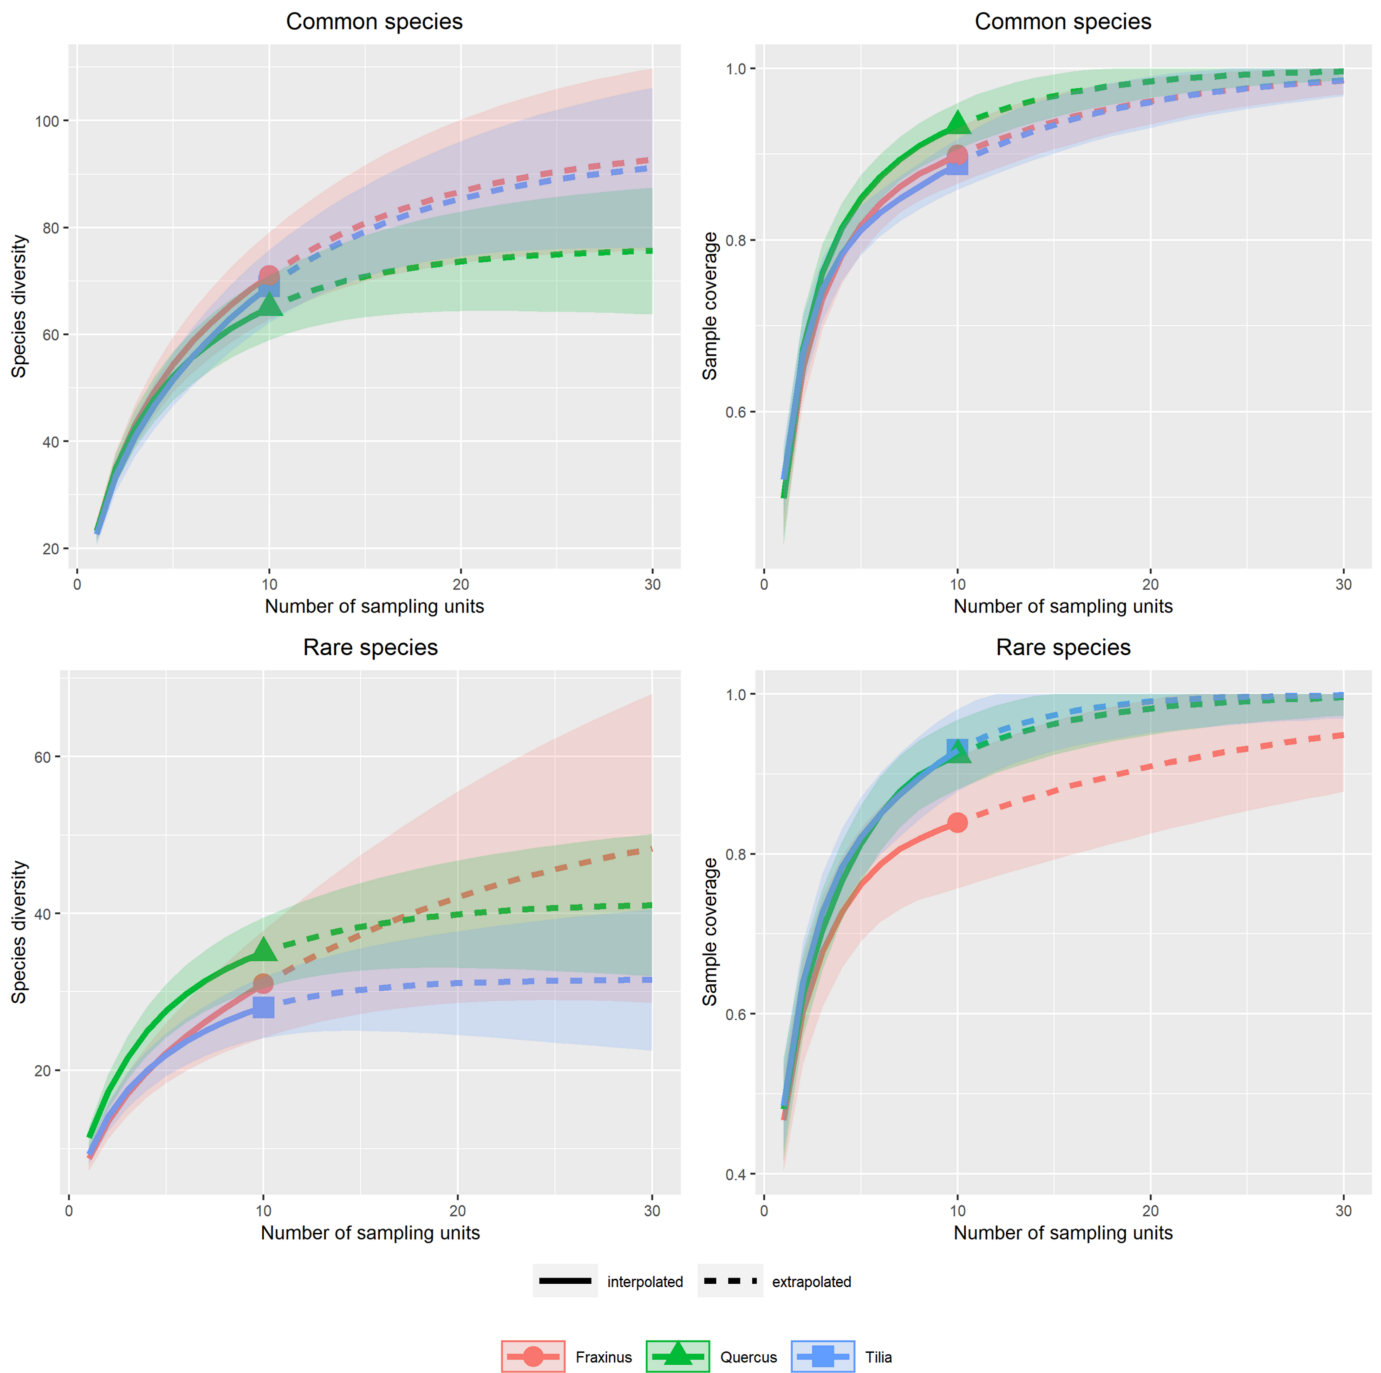 Common species
Species diversity
100
80
60
40
20
0
10
20
30
Number of sampling units
Common species
Sample coverage
1.0
0.8
0.6
0
10
20
30
Number of sampling units
Rare species
Species diversity
60
40
20
0
10
20
30
Number of sampling units
Rare species
Sample coverage
1.0
0.8
0.6
0.4
0
10
20
30
Number of sampling units
interpolated extrapolated
Fraxinus Quercus Tilia